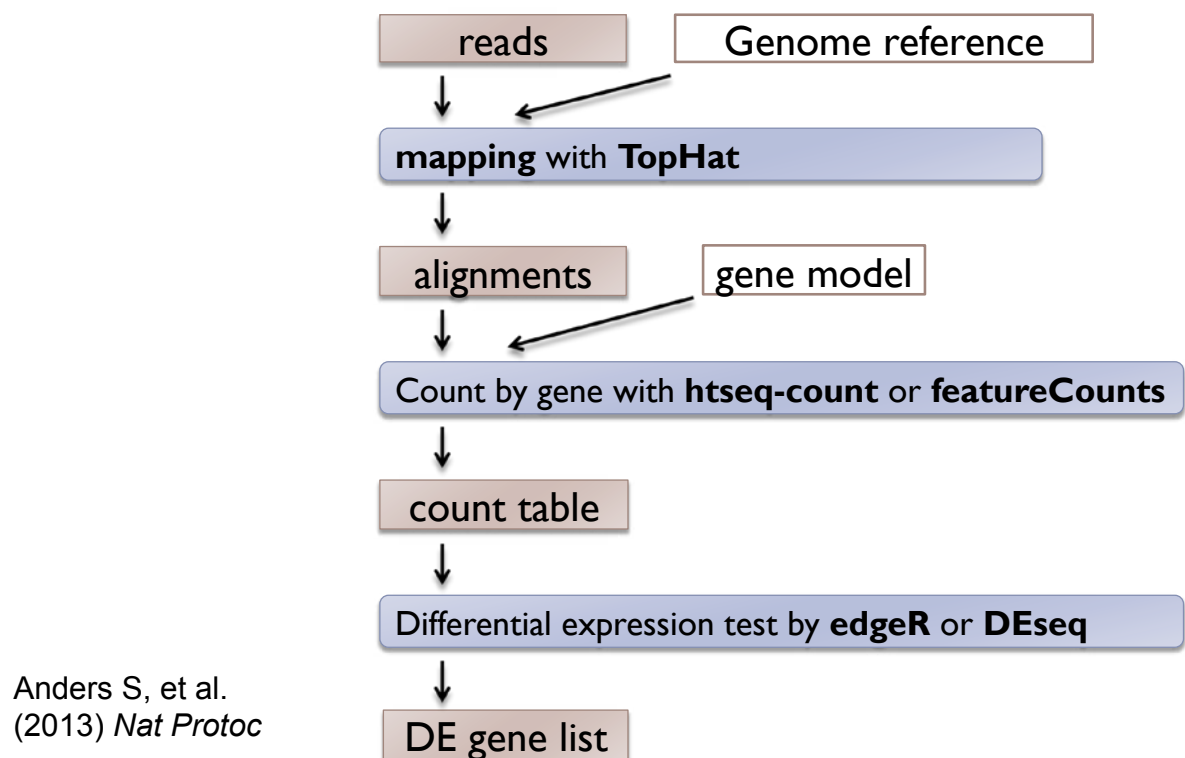 reads
Genome reference
mapping with TopHat
alignments
gene model
Count by gene with htseq-count or featureCounts
count table
Differential expression test by edgeR or DEseq
Anders S, et al.
(2013) Nat Protoc
DE gene list